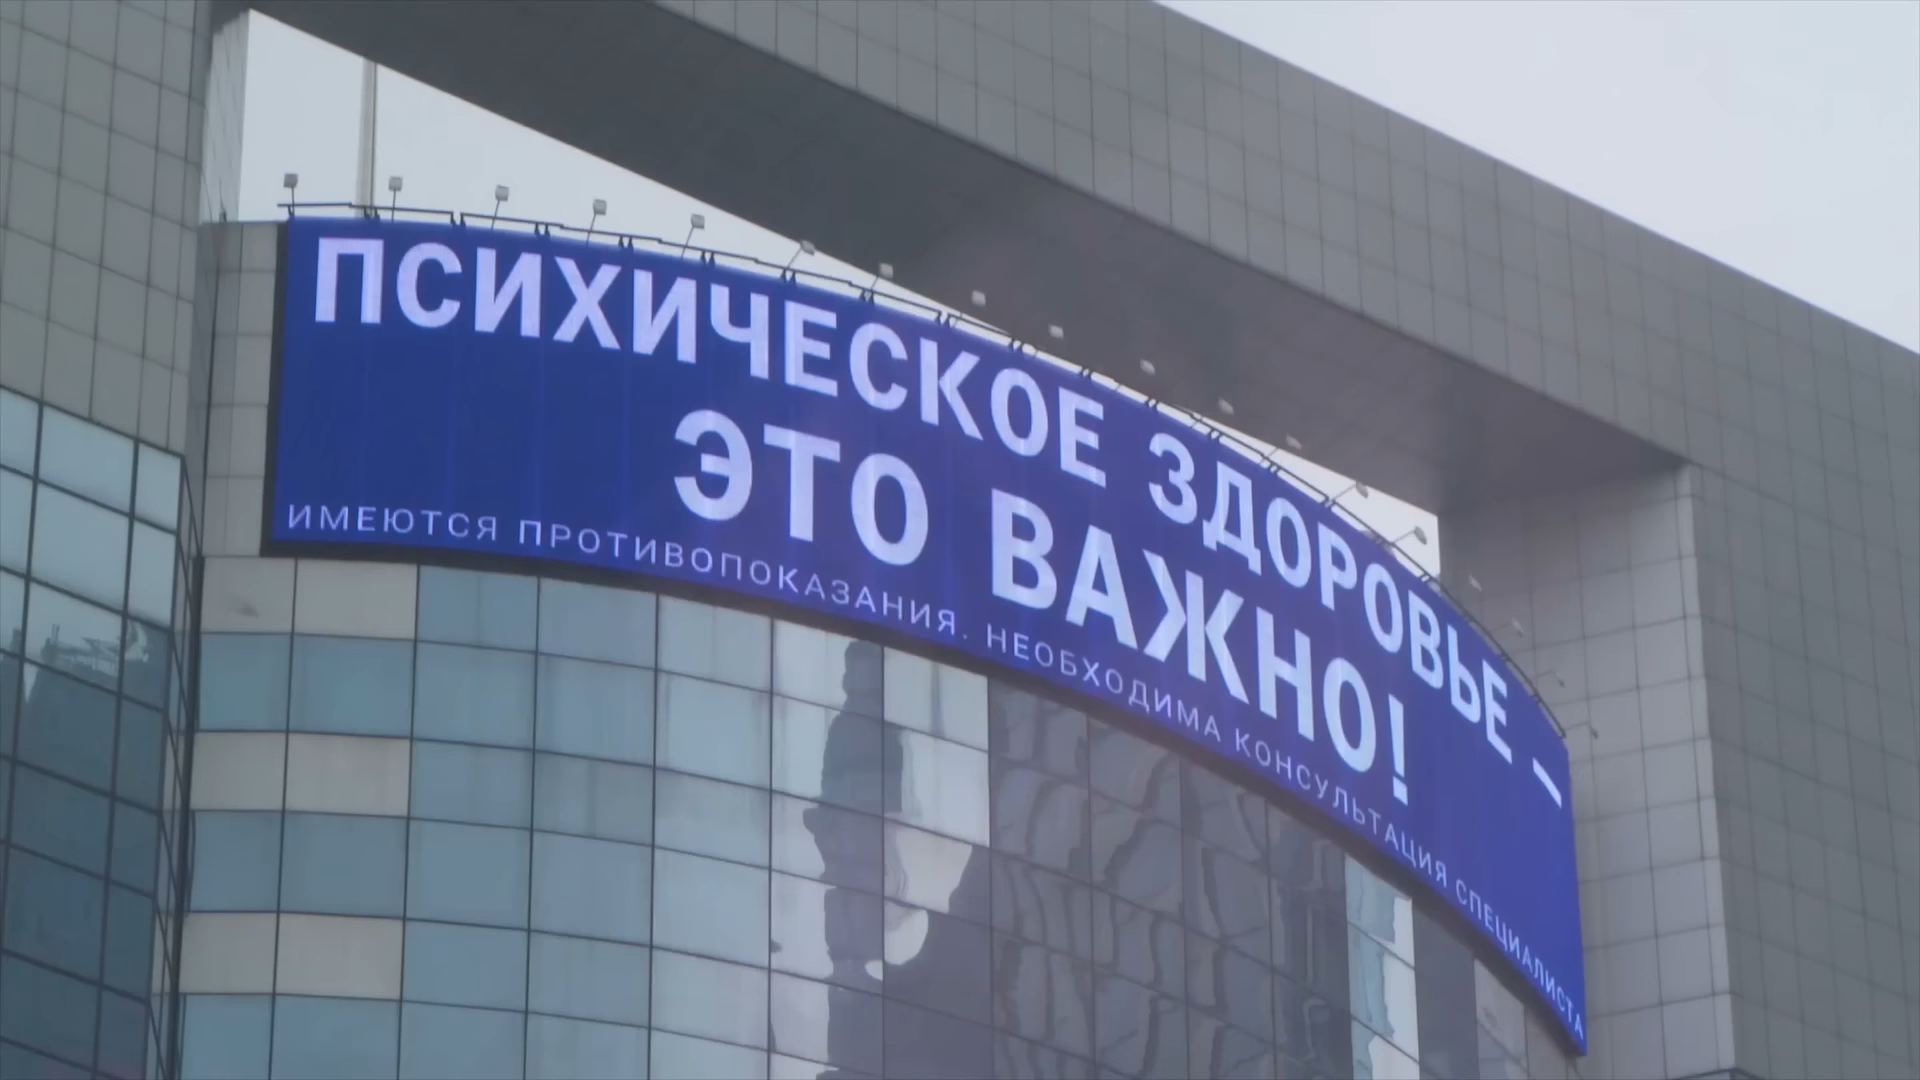 ПСИХИЧЕСКОЕ ЗДОРОВЬЕ –
ЭТО ВАЖНО!
ИМЕЮТСЯ ПРОТИВОПОКАЗАНИЯ. НЕОБХОДИМА КОНСУЛЬТАЦИЯ СПЕЦИАЛИСТА